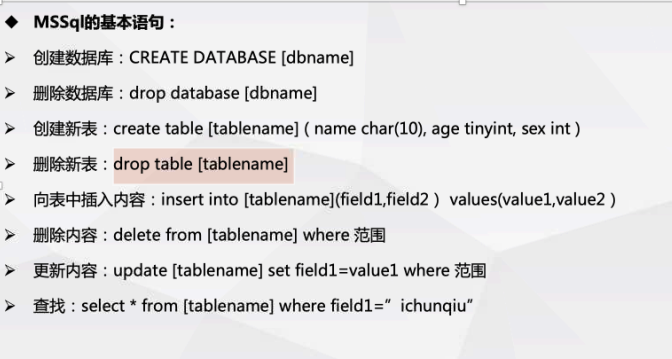 ◆ MSSql的基本语句：
➢ 创建数据库：CREATE DATABASE [dbname]
➢ 删除数据库：drop database [dbname]
➢ 创建新表：create table [tablename] ( name char(10), age tinyint, sex int )
➢ 删除新表：drop table [tablename]
➢ 向表中插入内容：insert into [tablename](field1,field2 ） values(value1,value2 )
➢ 删除内容：delete from [tablename] where 范围
➢ 更新内容：update [tablename] set field1=value1 where 范围
➢ 查找：select * from [tablename] where field1=” ichunqiu”